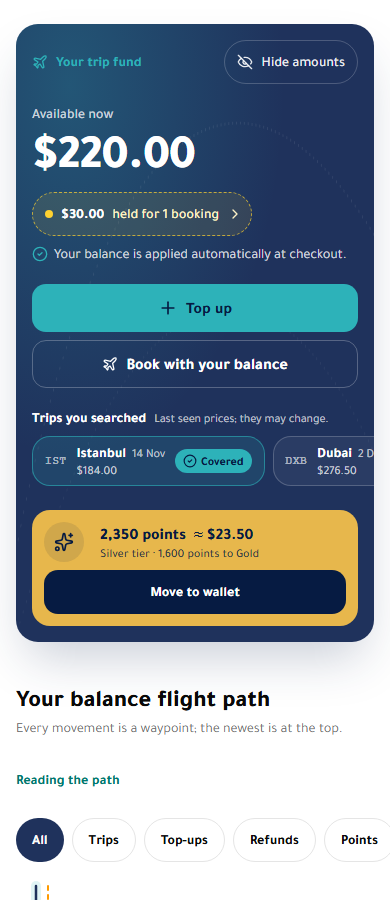 Your trip fund
Hide amounts
Available now
$220.00
$30.00 held for 1 booking
Your balance is applied automatically at checkout.
Top up
Book with your balance
Trips you searched Last seen prices; they may change.
IST Istanbul 14 Nov Covered
$184.00
DXB Dubai 2 D
$276.50
2,350 points ≈ $23.50
Silver tier · 1,600 points to Gold
Move to wallet
Your balance flight path
Every movement is a waypoint; the newest is at the top.
Reading the path
All Trips Top-ups Refunds Points